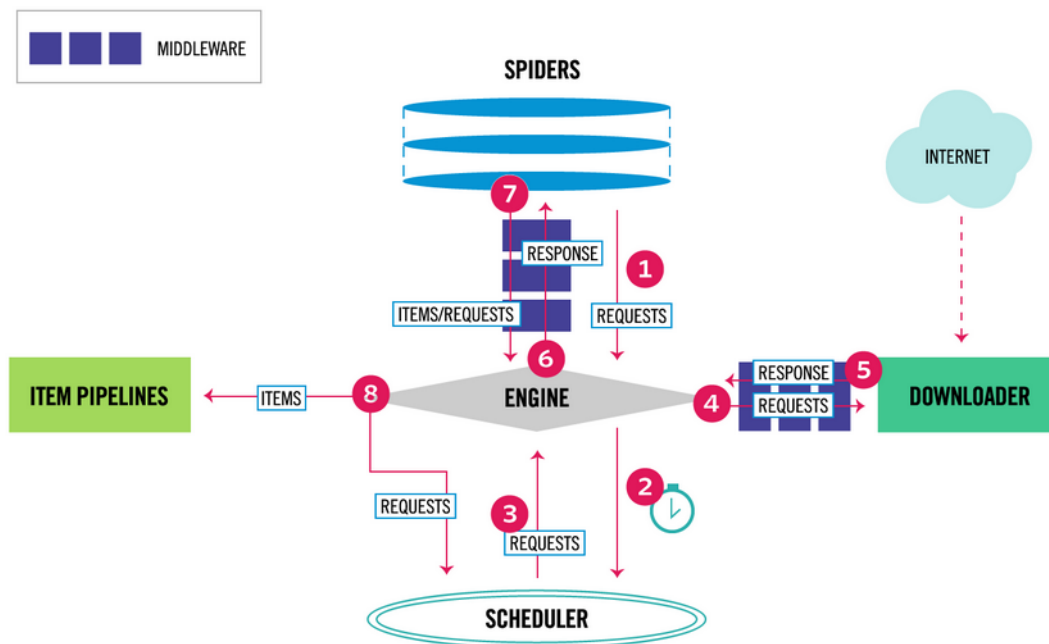 MIDDLEWARE
SPIDERS
INTERNET
7
RESPONSE
1
ITEMS/REQUESTS
REQUESTS
6
5
RESPONSE
ITEM PIPELINES
ITEMS
8
ENGINE
4
REQUESTS
DOWNLOADER
2
REQUESTS
3
REQUESTS
SCHEDULER